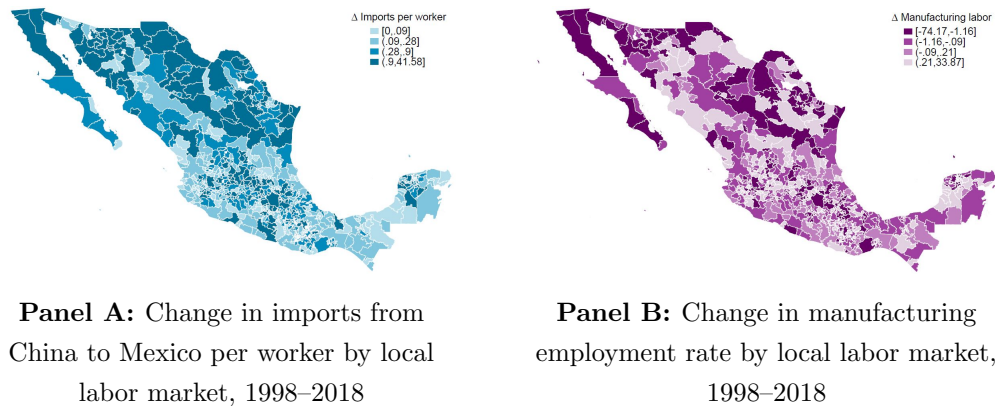 Δ Imports per worker
[0,.09]
(.09,.28]
(.28,.9]
(.9,41.58]
Δ Manufacturing labor
[-74.17,-1.16]
(-1.16,-.09]
(-.09,.21]
(.21,33.87]
Panel A: Change in imports from
China to Mexico per worker by local
labor market, 1998–2018
Panel B: Change in manufacturing
employment rate by local labor market,
1998–2018